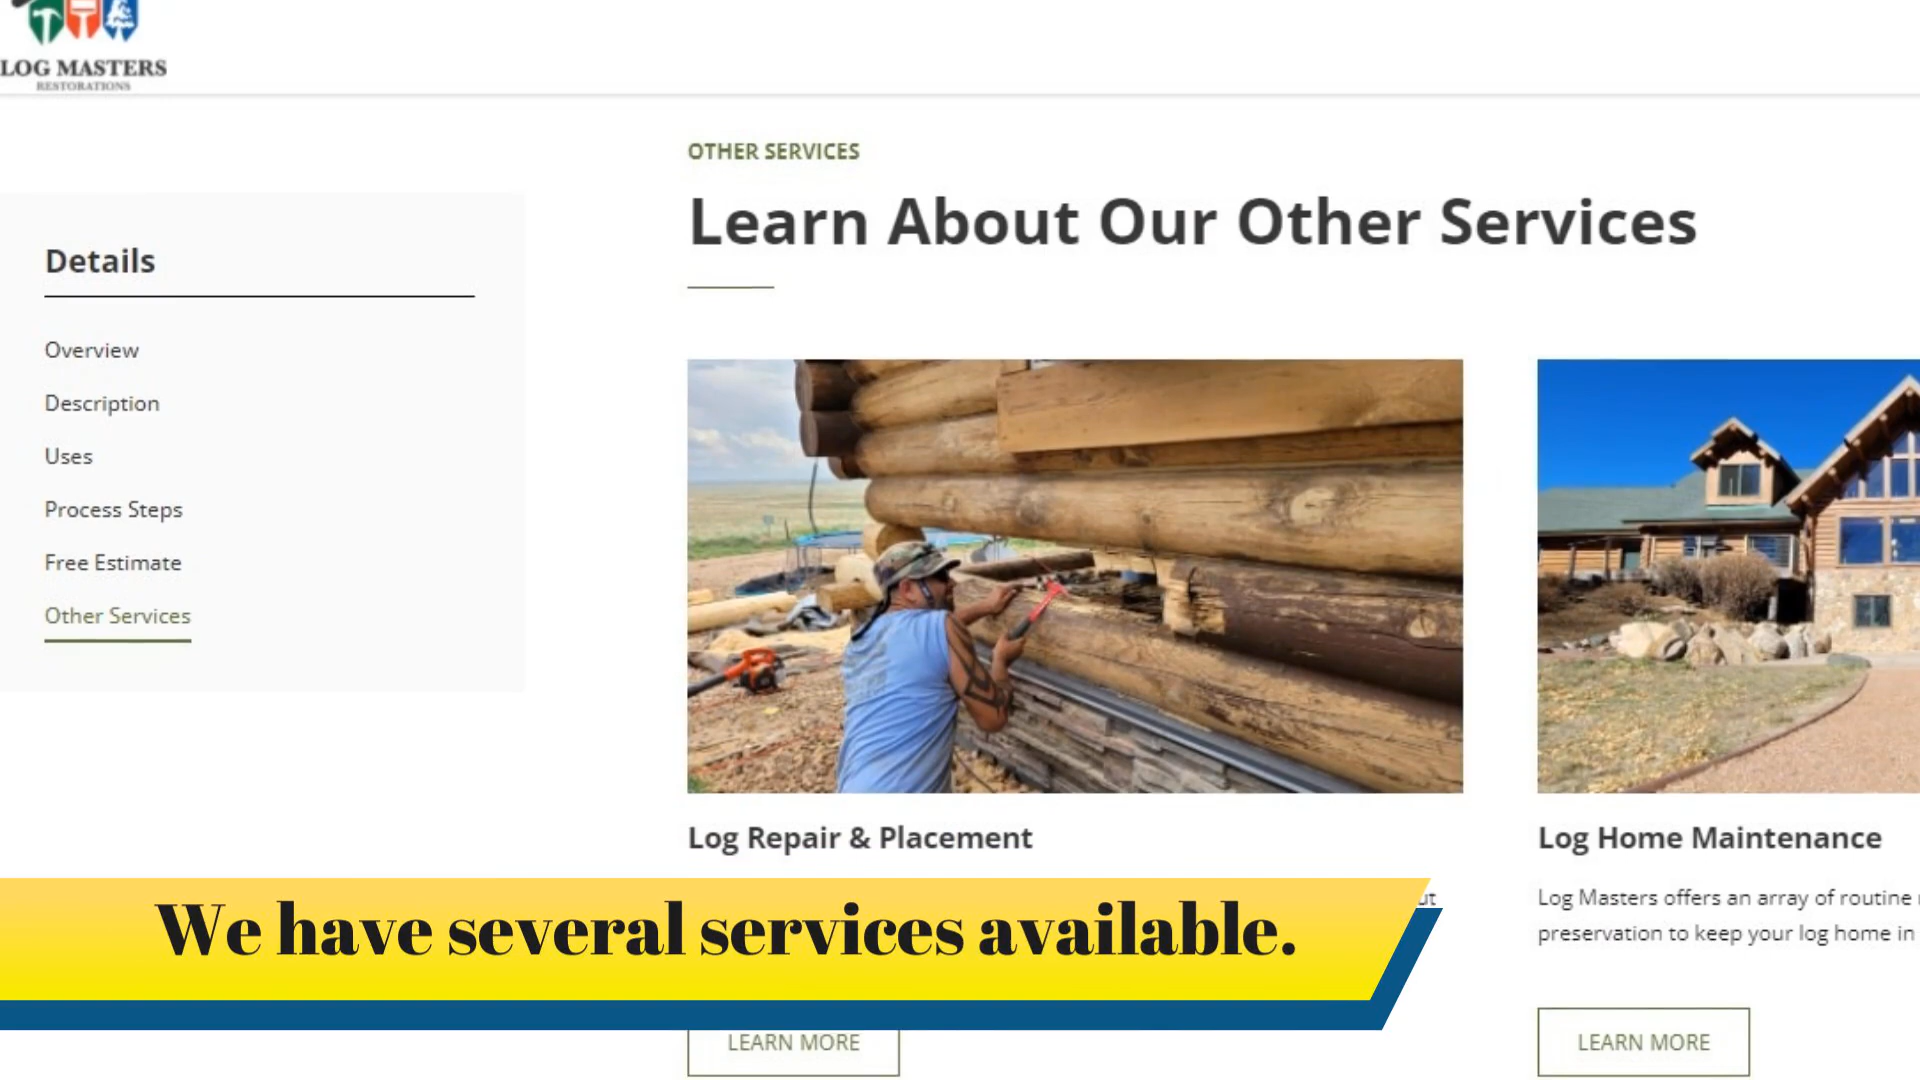 LOG MASTERS
RESTORATIONS
OTHER SERVICES
Learn About Our Other Services
Details
Overview
Description
Uses
Process Steps
Free Estimate
Other Services
Log Repair & Placement
Log Home Maintenance
Log Masters offers an array of routine
preservation to keep your log home in
We have several services available.
LEARN MORE
LEARN MORE